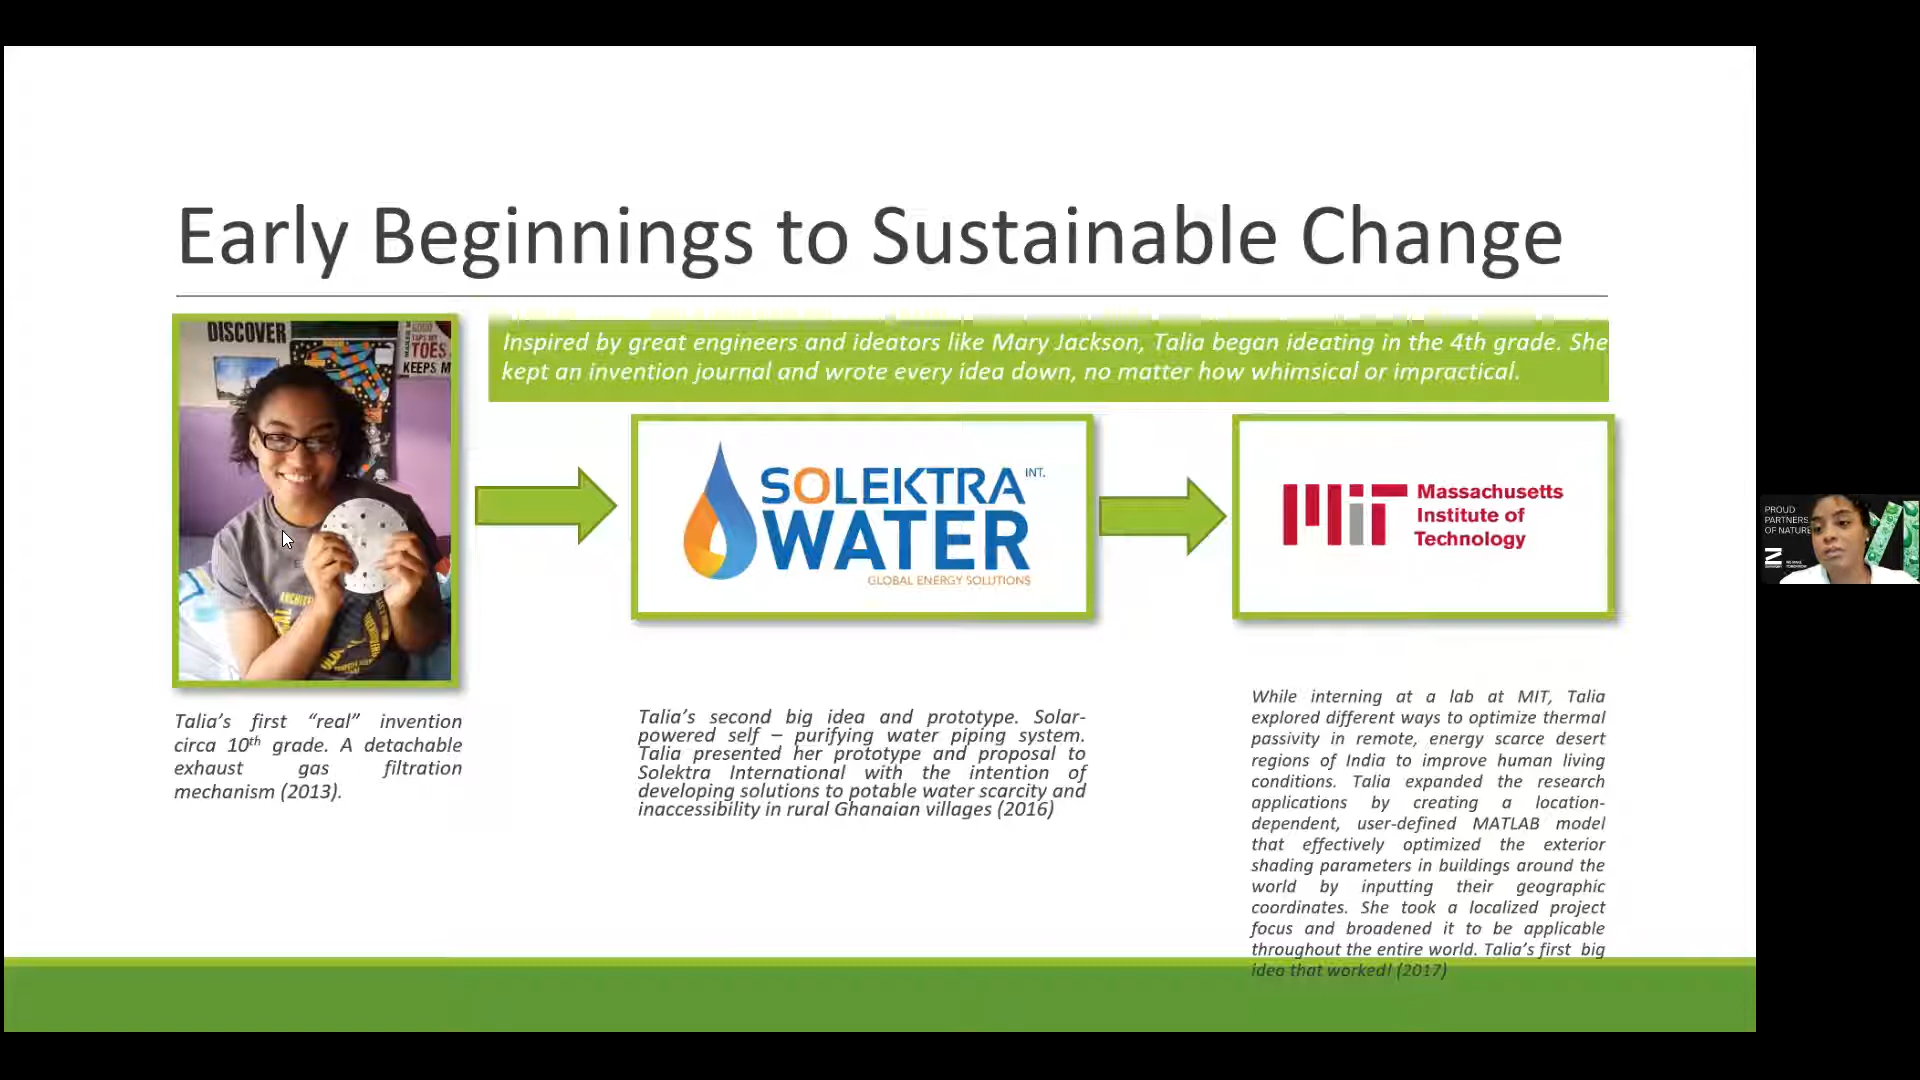 Early Beginnings to Sustainable Change
Inspired by great engineers and ideators like Mary Jackson, Talia began ideating in the 4th grade. She
kept an invention journal and wrote every idea down, no matter how whimsical or impractical.
DISCOVER
TOES
KEEPS M
SOLEKTRA INT.
WATER
GLOBAL ENERGY SOLUTIONS
MIT
Massachusetts
Institute of
Technology
Talia’s first “real” invention
circa 10th grade. A detachable
exhaust gas filtration
mechanism (2013).
Talia’s second big idea and prototype. Solar-
powered self – purifying water piping system.
Talia presented her prototype and proposal to
Solektra International with the intention of
developing solutions to potable water scarcity and
inaccessibility in rural Ghanaian villages (2016)
While interning at a lab at MIT, Talia
explored different ways to optimize thermal
passivity in remote, energy scarce desert
regions of India to improve human living
conditions. Talia expanded the research
applications by creating a location-
dependent, user-defined MATLAB model
that effectively optimized the exterior
shading parameters in buildings around the
world by inputting their geographic
coordinates. She took a localized project
focus and broadened it to be applicable
throughout the entire world. Talia’s first big
idea that worked! (2017)
PROUD
PARTNERS
OF NATURE